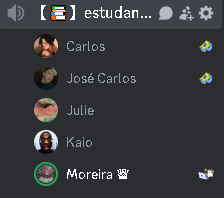 【📚】estudan...
Carlos
José Carlos
Julie
Kaio
Moreira ♕